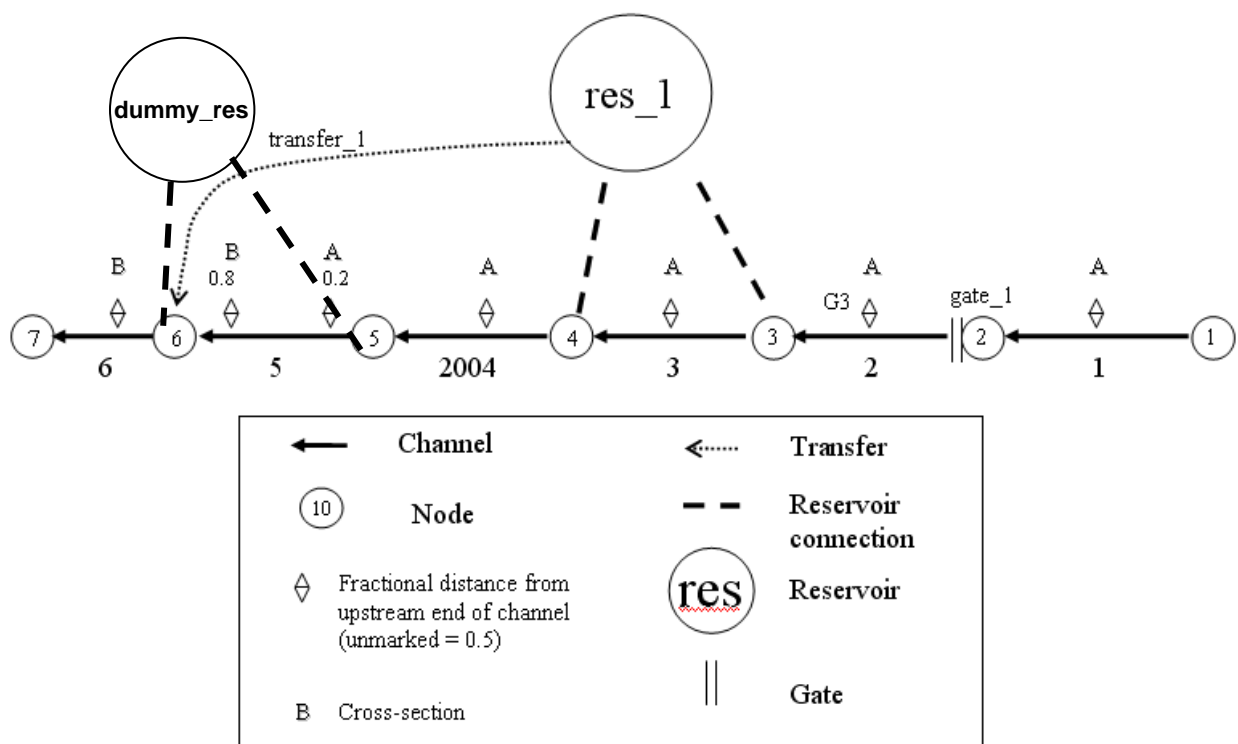 dummy_res
res_1
transfer_1
B
B
0.8
A
0.2
A
A
A
G3
gate_1
A
7
6
5
4
3
2
1
6
5
2004
3
2
1
Channel
Transfer
10
Node
Reservoir
connection
Fractional distance from
upstream end of channel
(unmarked = 0.5)
res
Reservoir
B
Cross-section
Gate